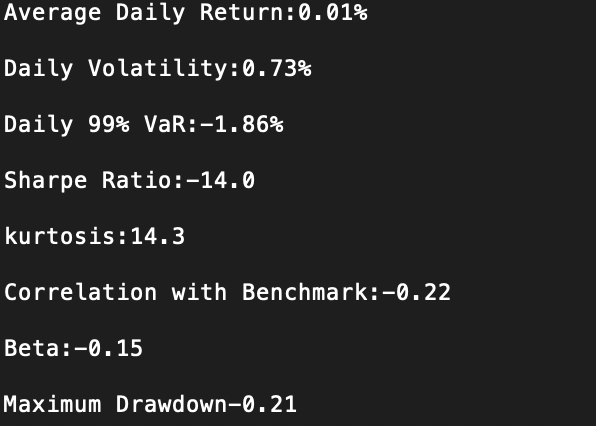 Average Daily Return:0.01%
Daily Volatility:0.73%
Daily 99% VaR:-1.86%
Sharpe Ratio:-14.0
kurtosis:14.3
Correlation with Benchmark:-0.22
Beta:-0.15
Maximum Drawdown-0.21